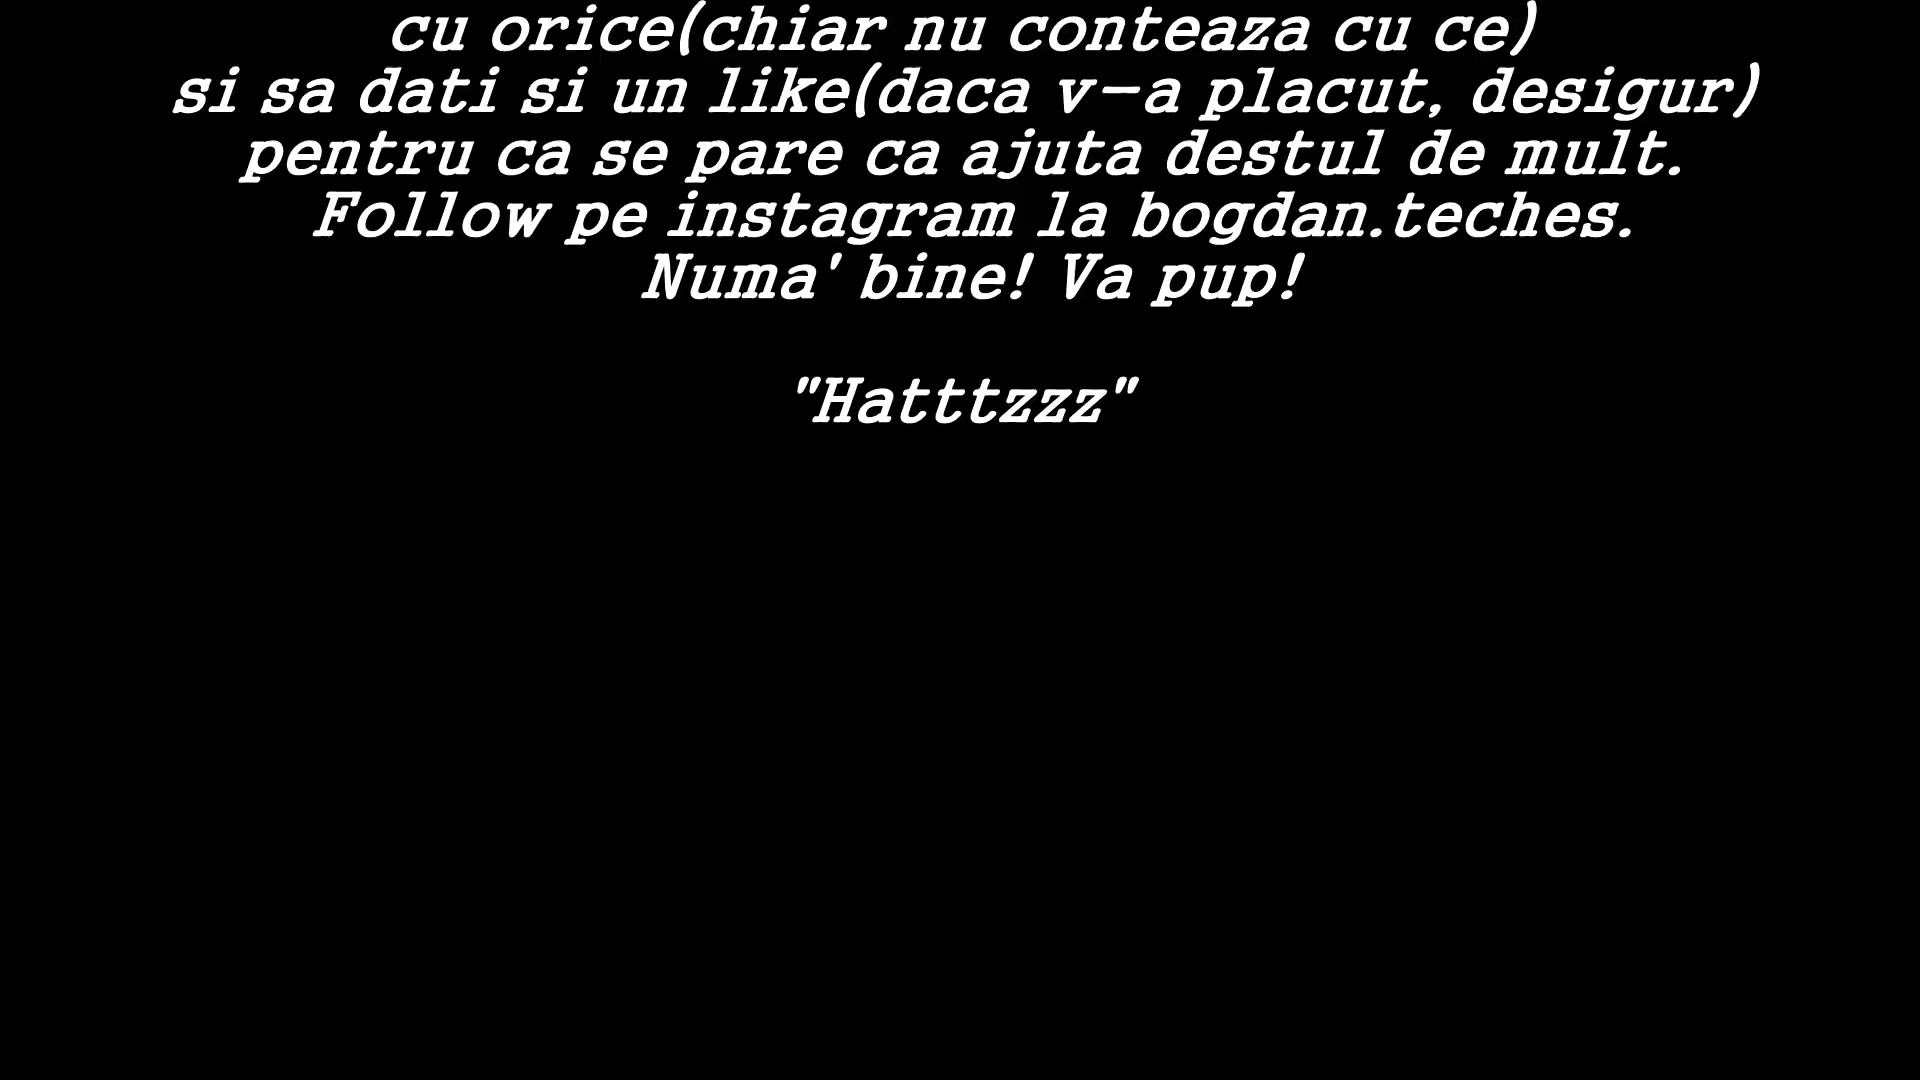 cu orice(chiar nu conteaza cu ce)
si sa dati si un like(daca v-a placut, desigur)
pentru ca se pare ca ajuta destul de mult.
Follow pe instagram la bogdan.teches.
Numa' bine! Va pup!
"Hatttzzz"